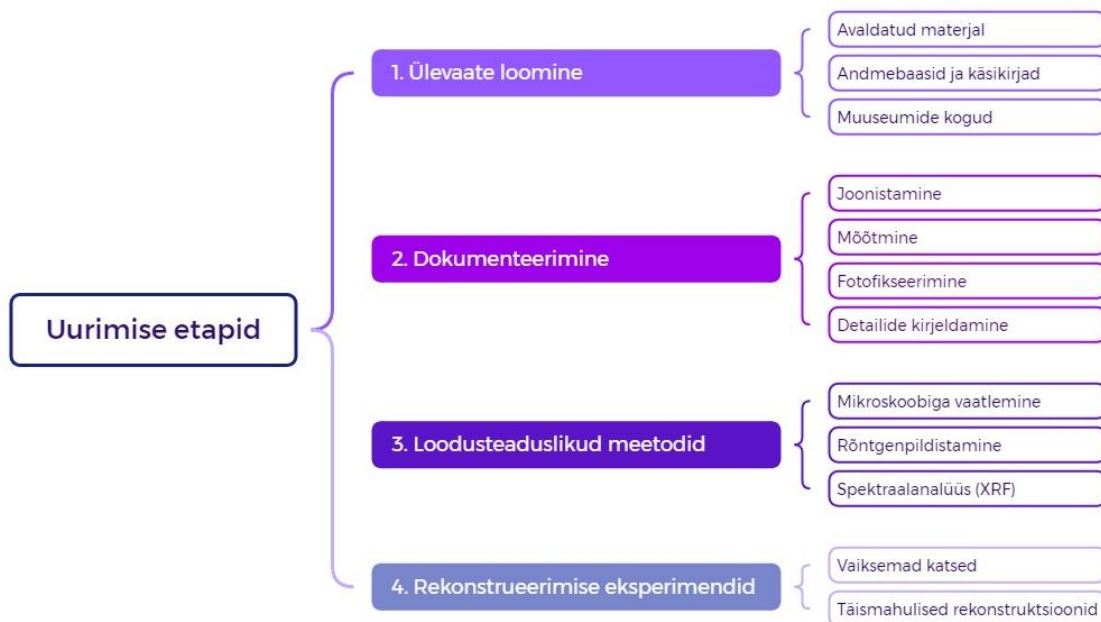 Uurimise etapid
1. Ülevaate loomine
Avaldatud materjal
Andmebaasid ja käsikirjad
Muuseumide kogud
2. Dokumenteerimine
Joonistamine
Mõõtmine
Fotofikseerimine
Detailide kirjeldamine
3. Loodusteaduslikud meetodid
Mikroskoobiga vaatlemine
Röntgenpildistamine
Spektraalanalüüs (XRF)
4. Rekonstrueerimise eksperimendid
Vaiksemad katsed
Täismahulised rekonstruktsioonid